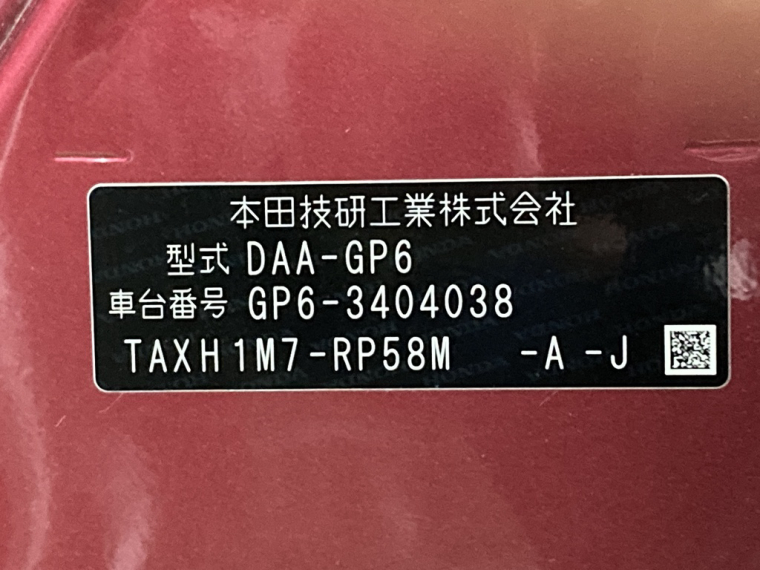 本田技研工業株式会社
型式 DAA-GP6
車台番号 GP6-3404038
TAXH1M7-RP58M -A -J